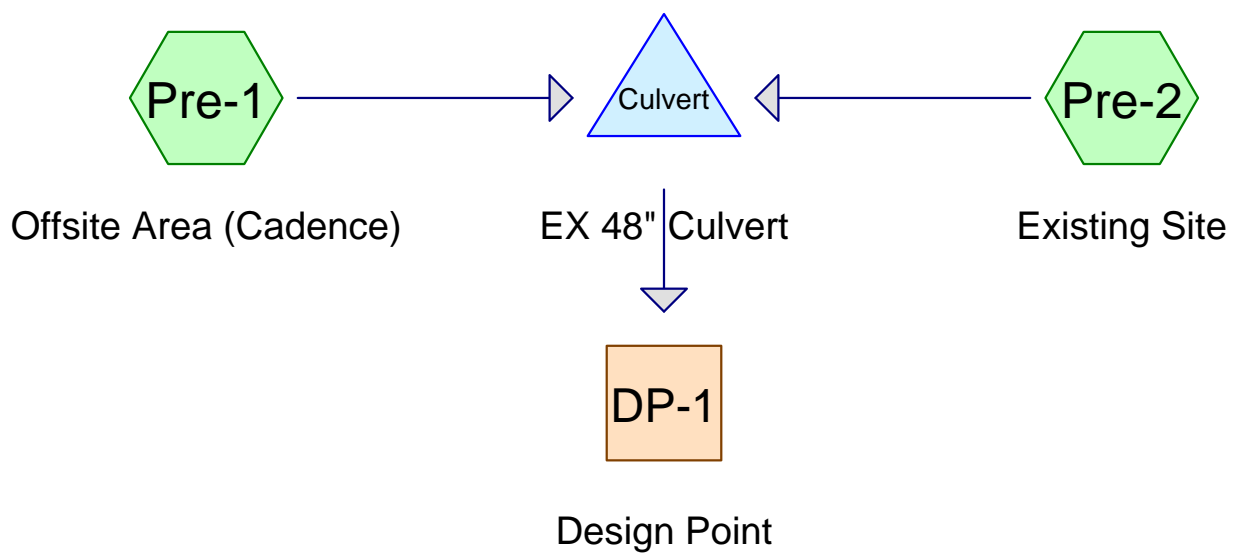 Pre-1
Culvert
Pre-2
Offsite Area (Cadence)
EX 48" Culvert
Existing Site
DP-1
Design Point